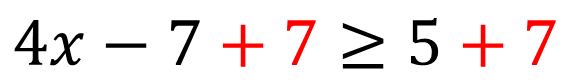 4x − 7 + 7 ≥ 5 + 7